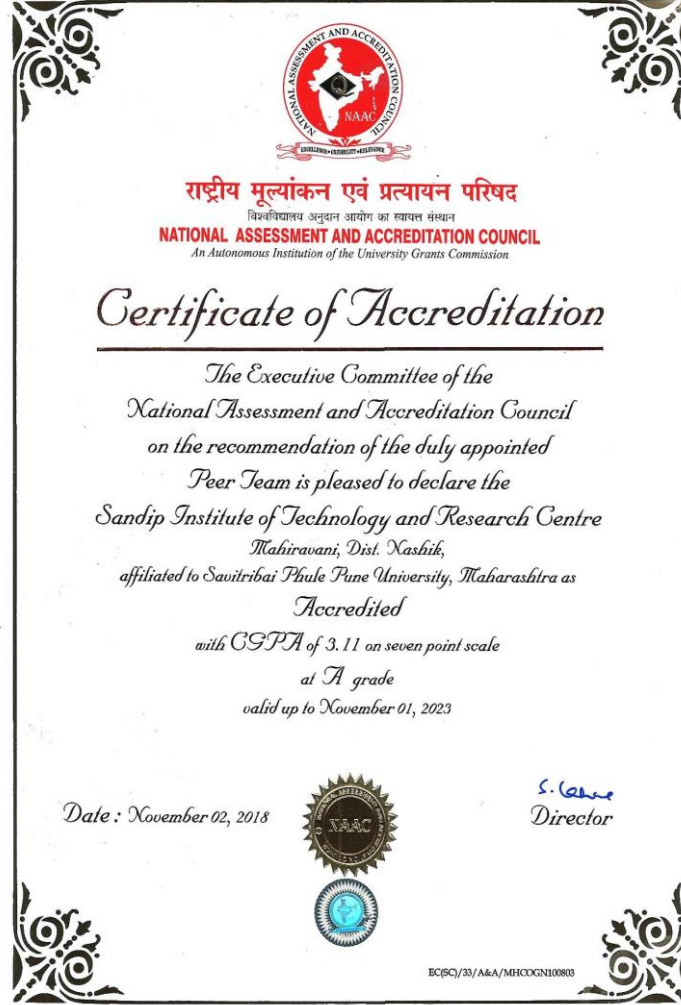 NATIONAL ASSESSMENT AND ACCREDITATION COUNCIL
NAAC
EXCELLENCE • CREDIBILITY • RELEVANCE
राष्ट्रीय मूल्यांकन एवं प्रत्यायन परिषद
विश्वविद्यालय अनुदान आयोग का स्वायत्त संस्थान
NATIONAL ASSESSMENT AND ACCREDITATION COUNCIL
An Autonomous Institution of the University Grants Commission
Certificate of Accreditation
The Executive Committee of the
National Assessment and Accreditation Council
on the recommendation of the duly appointed
Peer Team is pleased to declare the
Sandip Institute of Technology and Research Centre
Mahiravani, Dist. Nashik,
affiliated to Savitribai Phule Pune University, Maharashtra as
Accredited
with CGPA of 3.11 on seven point scale
at A grade
valid up to November 01, 2023
Date : November 02, 2018
NAAC
Director
EC(SC)/33/A&A/MHCOGN100803